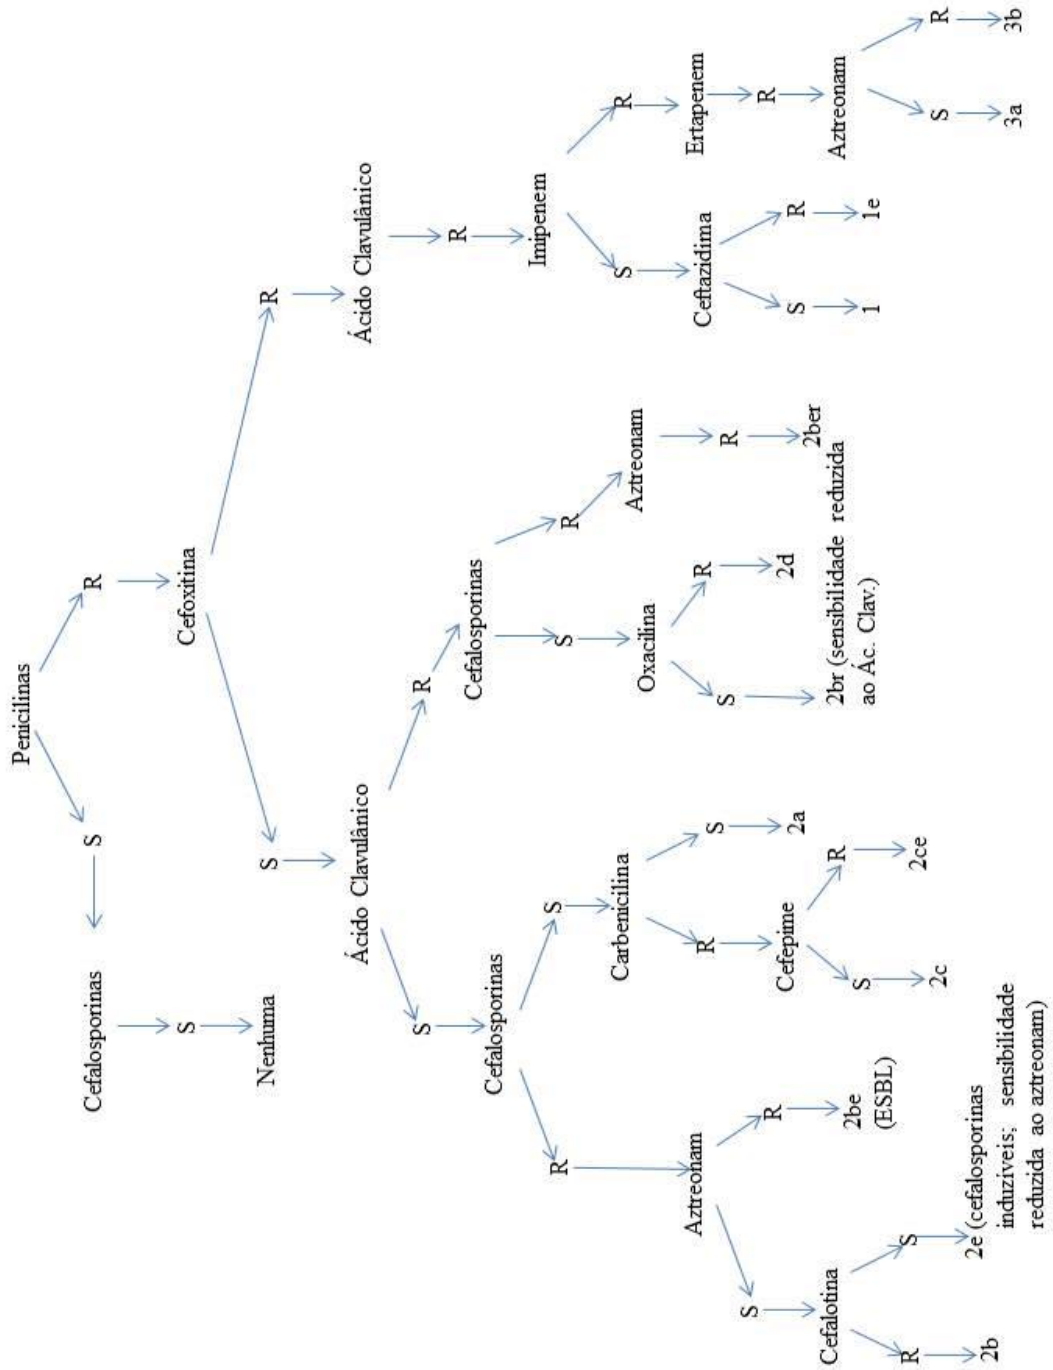 Penicilinas
S
R
Cefalosporinas
S
Nenhuma
Cefoxitina
S
R
Ácido Clavulânico
Ácido Clavulânico
S
R
R
Cefalosporinas
Cefalosporinas
Imipenem
R
S
S
R
S
R
Aztreonam
Carbenicilina
Oxacilina
Aztreonam
Ceftazidima
Ertapenem
S
R
R
S
S
R
R
S
R
R
Cefalotina
2be
(ESBL)
Cefepime
2a
2br (sensibilidade reduzida
ao Ác. Clav.)
2d
2ber
1
1e
Aztreonam
R
S
S
R
S
R
2b
2e (cefalosporinas
induzíveis; sensibilidade
reduzida ao aztreonam)
2c
2ce
3a
3b